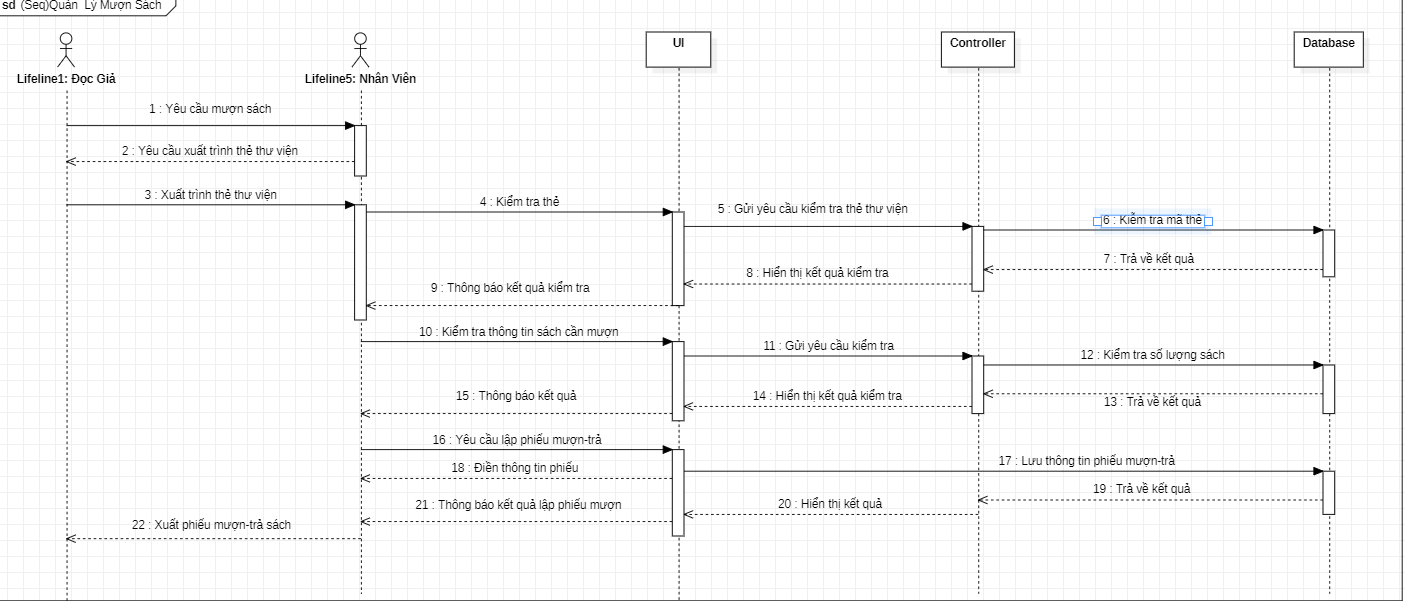 sd (Seq)Quản Lý Mượn Sách
Lifeline1: Đọc Giả
Lifeline5: Nhân Viên
UI
Controller
Database
1 : Yêu cầu mượn sách
2 : Yêu cầu xuất trình thẻ thư viện
3 : Xuất trình thẻ thư viện
4 : Kiểm tra thẻ
5 : Gửi yêu cầu kiểm tra thẻ thư viện
6 : Kiểm tra mã thẻ
7 : Trả về kết quả
8 : Hiển thị kết quả kiểm tra
9 : Thông báo kết quả kiểm tra
10 : Kiểm tra thông tin sách cần mượn
11 : Gửi yêu cầu kiểm tra
12 : Kiểm tra số lượng sách
13 : Trả về kết quả
14 : Hiển thị kết quả kiểm tra
15 : Thông báo kết quả
16 : Yêu cầu lập phiếu mượn-trả
17 : Lưu thông tin phiếu mượn-trả
18 : Điền thông tin phiếu
19 : Trả về kết quả
20 : Hiển thị kết quả
21 : Thông báo kết quả lập phiếu mượn
22 : Xuất phiếu mượn-trả sách